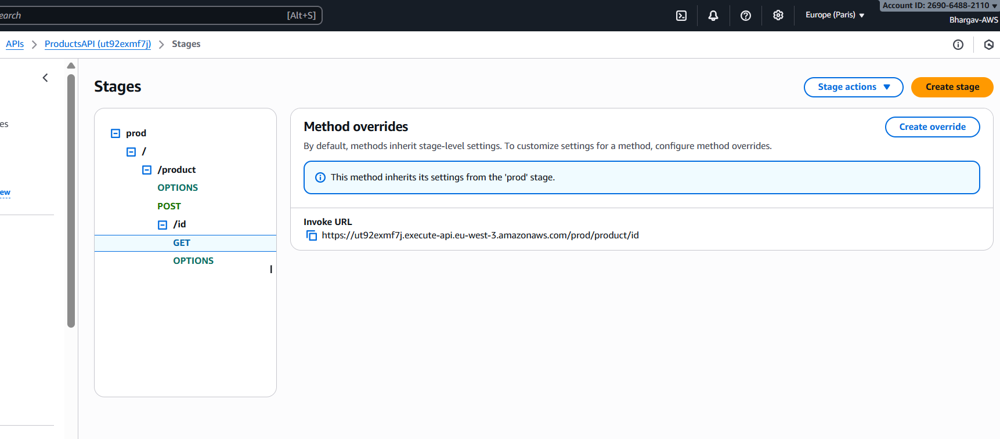 earch [Alt+S] Europe (Paris) Account ID: 2690-6488-2110
Bhargav-AWS
APIs ProductsAPI (ut92exmf7j) Stages
es
ew
Stages Stage actions Create stage
prod
/
/product
OPTIONS
POST
/id
GET
OPTIONS
Method overrides Create override
By default, methods inherit stage-level settings. To customize settings for a method, configure method overrides.
This method inherits its settings from the 'prod' stage.
Invoke URL
https://ut92exmf7j.execute-api.eu-west-3.amazonaws.com/prod/product/id